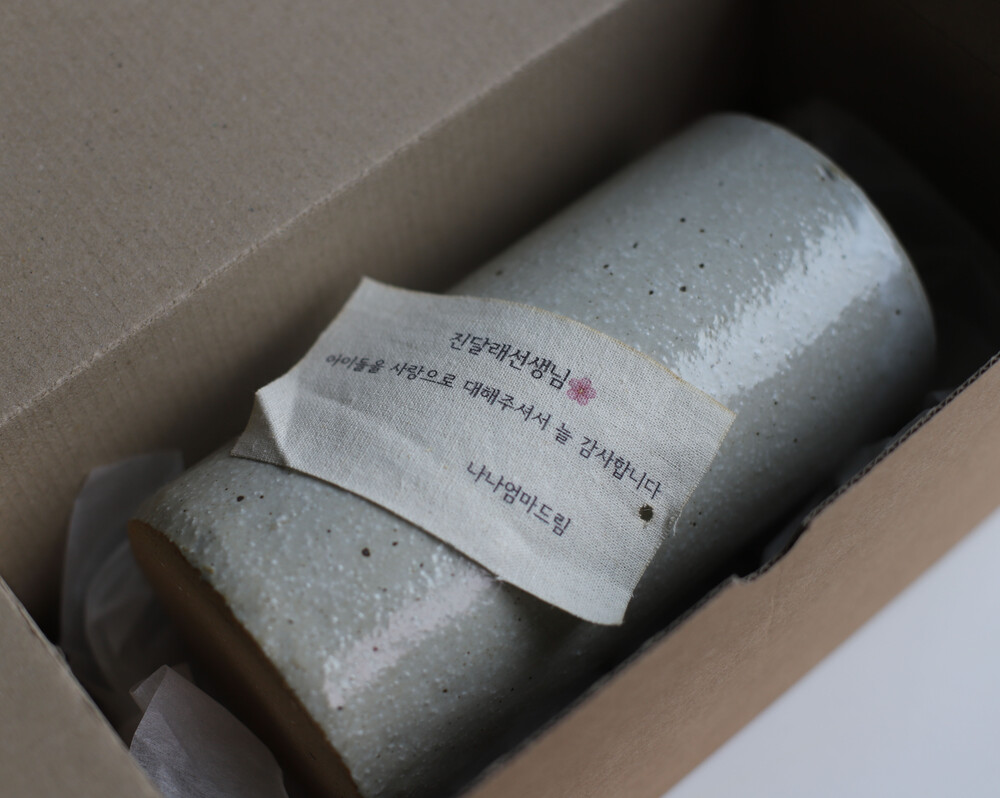 진달래선생님🌸
아이들을 사랑으로 대해주셔서 늘 감사합니다
나나엄마드림